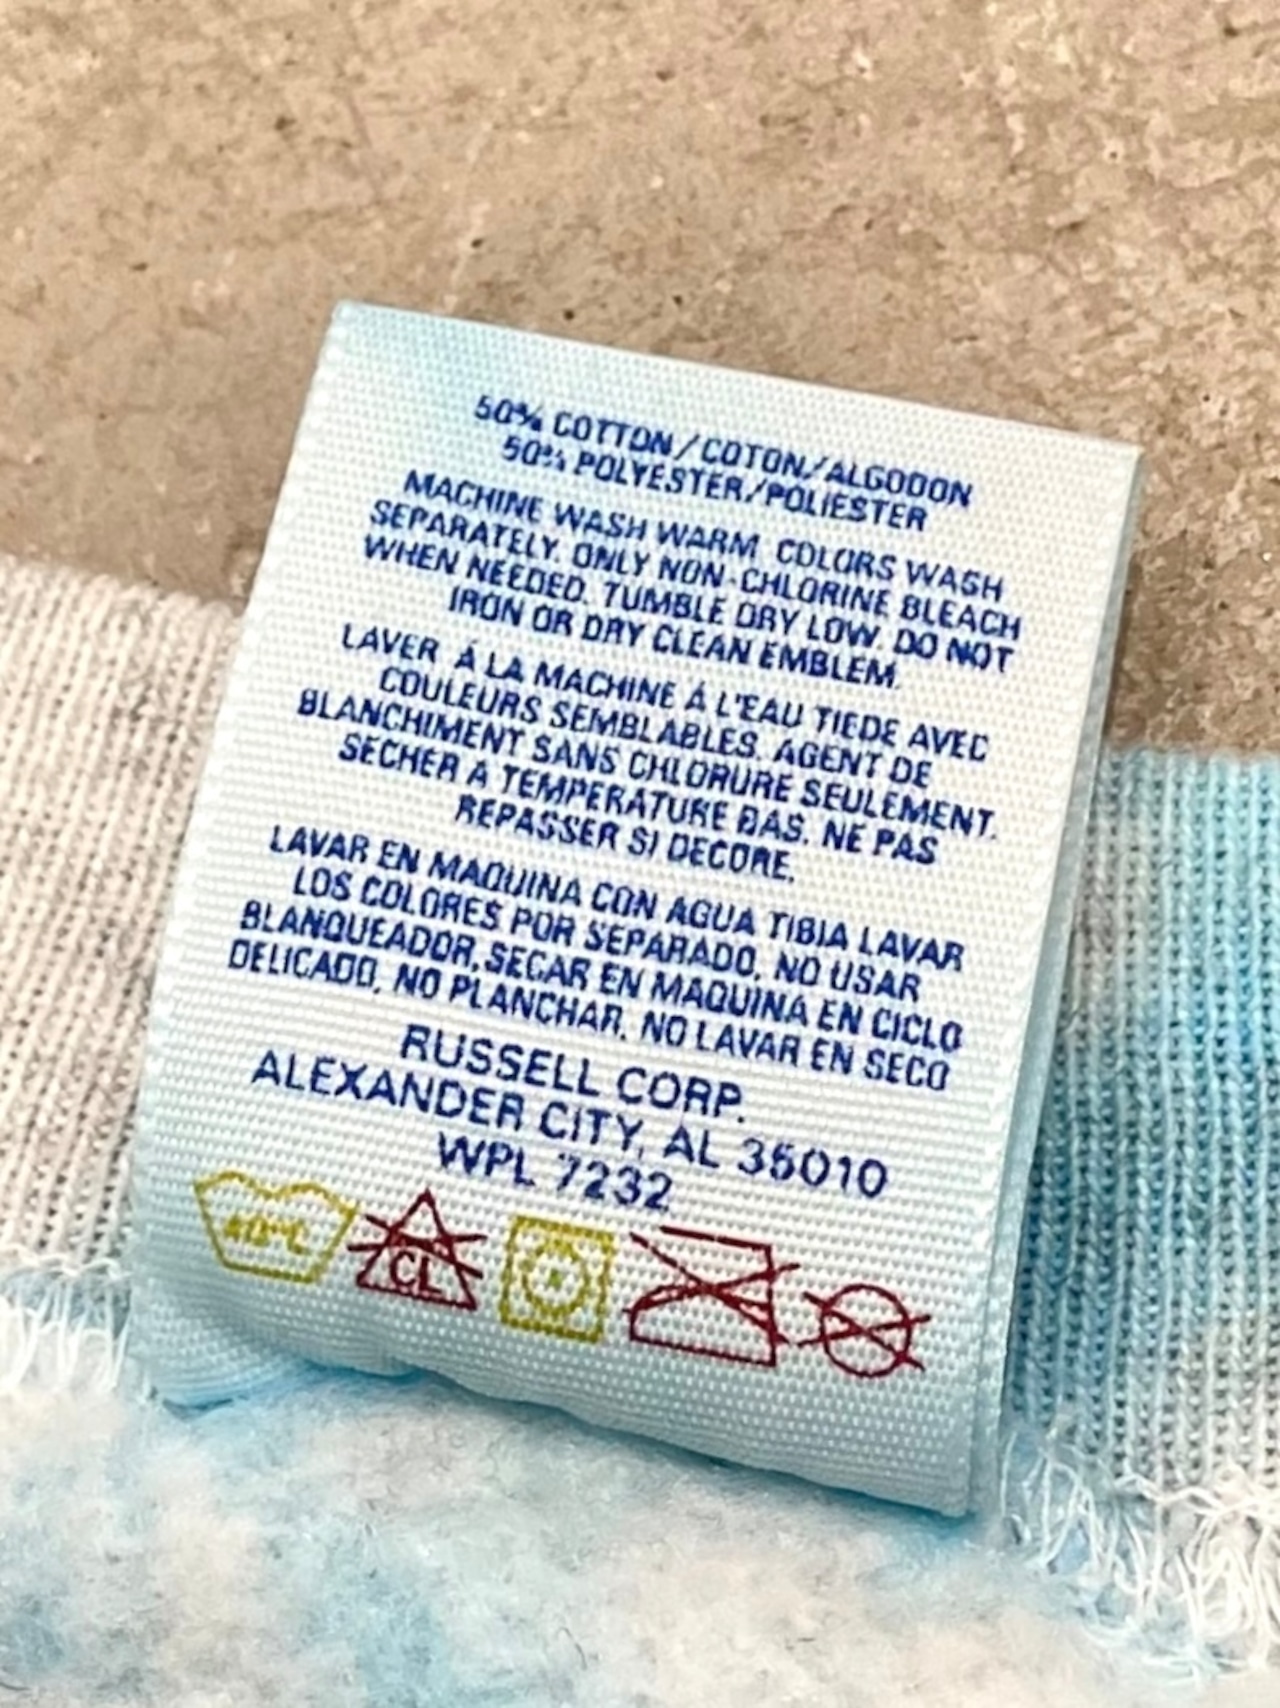 50% COTTON/COTON/ALGODON
50% POLYESTER/POLIESTER
MACHINE WASH WARM COLORS WASH
SEPARATELY. ONLY NON-CHLORINE BLEACH
WHEN NEEDED. TUMBLE DRY LOW. DO NOT
IRON OR DRY CLEAN EMBLEM.
LAVER À LA MACHINE À L'EAU TIEDE AVEC
COULEURS SEMBLABLES. AGENT DE
BLANCHIMENT SANS CHLORURE SEULEMENT.
SECHER A TEMPERATURE BAS. NE PAS
REPASSER SI DECORE.
LAVAR EN MAQUINA CON AGUA TIBIA LAVAR
LOS COLORES POR SEPARADO, NO USAR
BLANQUEADOR, SECAR EN MAQUINA EN CICLO
DELICADO, NO PLANCHAR. NO LAVAR EN SECO
RUSSELL CORP.
ALEXANDER CITY, AL 35010
WPL 7232
40°C CL